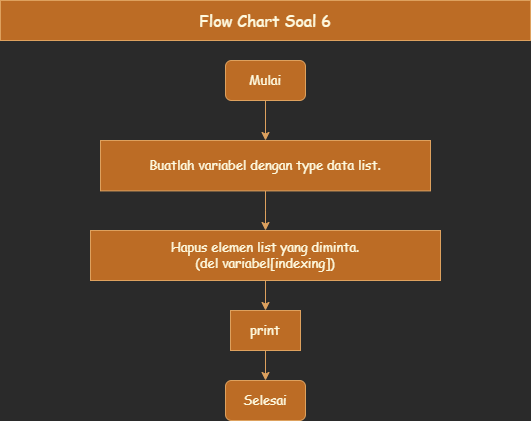 Flow Chart Soal 6
Mulai
Buatlah variabel dengan type data list.
Hapus elemen list yang diminta.
(del variabel[indexing])
print
Selesai